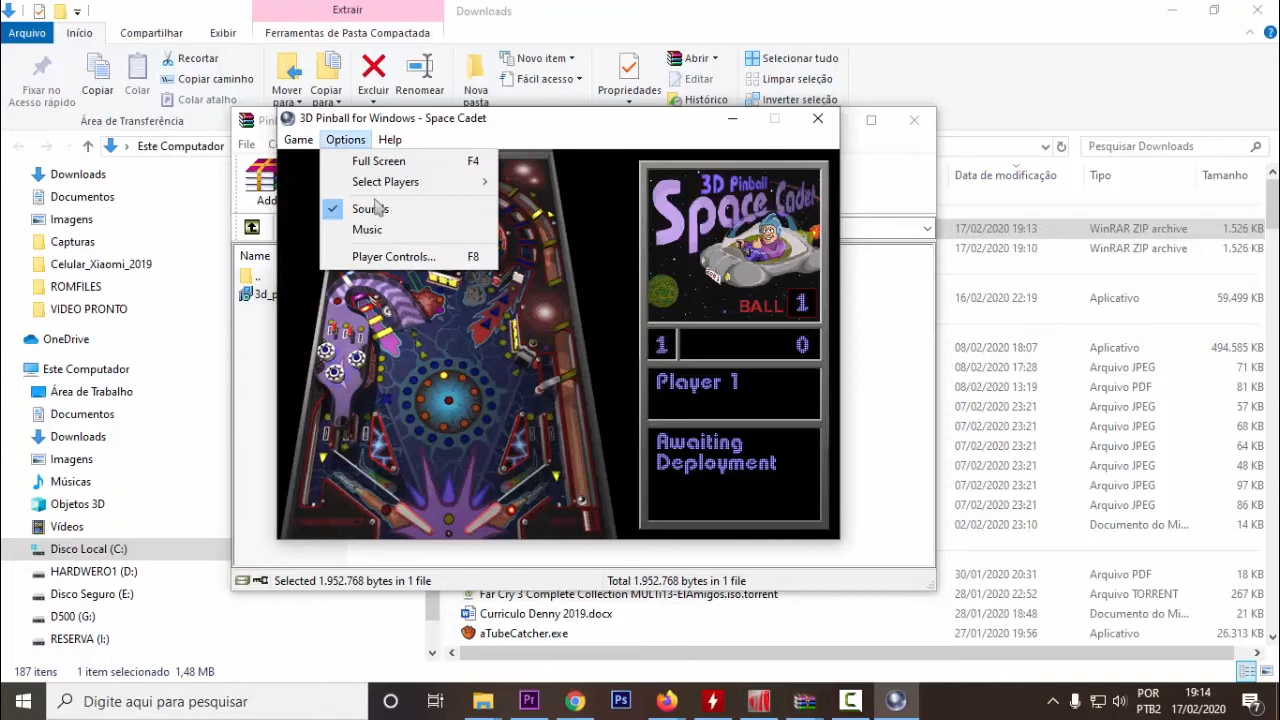 Extrair
Downloads
Arquivo
Início
Compartilhar
Exibir
Ferramentas de Pasta Compactada
Fixar no
Acesso rápido
Copiar
Colar
Recortar
Copiar caminho
Colar atalho
Mover
para
Copiar
para
Excluir
Renomear
Nova
pasta
Novo item
Fácil acesso
Propriedades
Abrir
Editar
Histórico
Selecionar tudo
Limpar seleção
Inverter seleção
Área de Transferência
3D Pinball for Windows - Space Cadet
File
Game
Options
Help
Este Computador
Pesquisar Downloads
Full Screen F4
Select Players
Sounds
Music
Player Controls... F8
Add
Name
..
3D Pinball
Space Cadet
BALL 1
1 0
Player 1
Awaiting
Deployment
Downloads
Documentos
Imagens
Capturas
Celular_Xiaomi_2019
ROMFILES
VIDEO PRONTO
OneDrive
Este Computador
Área de Trabalho
Documentos
Downloads
Imagens
Músicas
Objetos 3D
Vídeos
Disco Local (C:)
HARDWERO1 (D:)
Disco Seguro (E:)
D500 (G:)
RESERVA (I:)
Data de modificação Tipo Tamanho
17/02/2020 19:13 WinRAR ZIP archive 1.526 KB
17/02/2020 19:10 WinRAR ZIP archive 1.526 KB
16/02/2020 22:19 Aplicativo 59.499 KB
08/02/2020 18:07 Aplicativo 494.585 KB
08/02/2020 17:28 Arquivo JPEG 71 KB
08/02/2020 13:19 Arquivo PDF 81 KB
07/02/2020 23:21 Arquivo JPEG 57 KB
07/02/2020 23:21 Arquivo JPEG 68 KB
07/02/2020 23:21 Arquivo JPEG 64 KB
07/02/2020 23:21 Arquivo JPEG 48 KB
07/02/2020 23:21 Arquivo JPEG 97 KB
07/02/2020 23:21 Arquivo JPEG 86 KB
02/02/2020 23:10 Documento do Mi... 14 KB
30/01/2020 20:31 Arquivo PDF 18 KB
Selected 1.952.768 bytes in 1 file
Total 1.952.768 bytes in 1 file
Far Cry 3 Complete Collection MULTi13-ElAmigos.iso.torrent 28/01/2020 22:52 Arquivo TORRENT 267 KB
Curriculo Denny 2019.docx 28/01/2020 18:48 Documento do Mi... 21 KB
aTubeCatcher.exe 27/01/2020 19:56 Aplicativo 26.313 KB
187 itens
1 item selecionado 1,48 MB
Digite aqui para pesquisar
Pr
Ps
POR
PTB2
19:14
17/02/2020
7